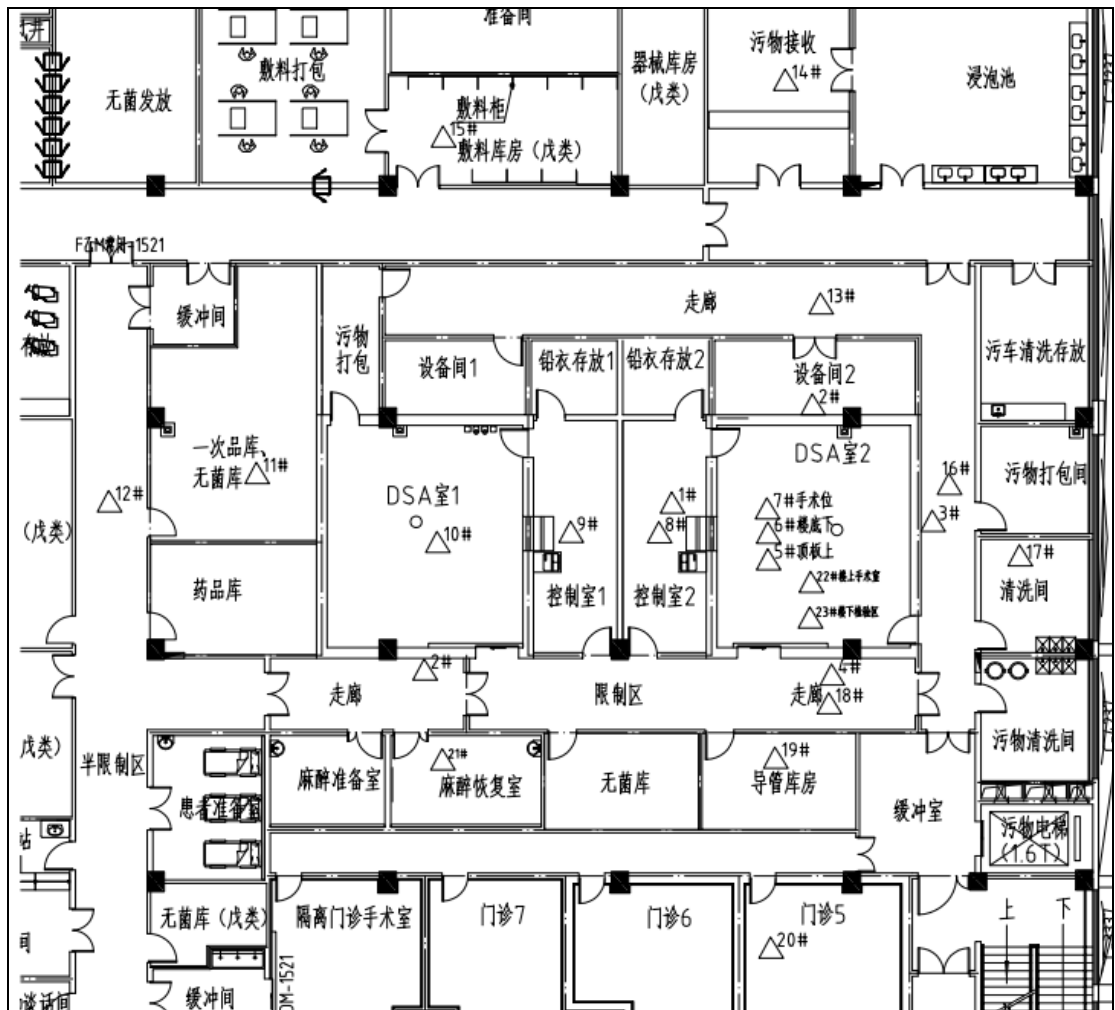 准备间
污物接收
14#
器械库房
(戊类)
浸泡池
敷料打包
无菌发放
敷料柜
15#
敷料库房(戊类)
-1521
缓冲间
污物
打包
走廊
13#
设备间1
铅衣存放1
铅衣存放2
设备间2
2#
污车清洗存放
一次品库、
无菌库
11#
12#
(戊类)
DSA室1
10#
9#
1#
8#
DSA室2
7#手术位
6#楼底下
5#顶板上
22#楼上手术室
23#楼下检验区
16#
3#
污物打包间
17#
清洗间
药品库
控制室1
控制室2
走廊
2#
限制区
走廊
4#
18#
污物清洗间
戊类)
半限制区
患者准备室
麻醉准备室
21#
麻醉恢复室
无菌库
19#
导管库房
缓冲室
污物电梯
(1.6T)
站
无菌库(戊类)
隔离门诊手术室
门诊7
门诊6
门诊5
20#
上
下
间
缓冲间
谈话间
DM-1521